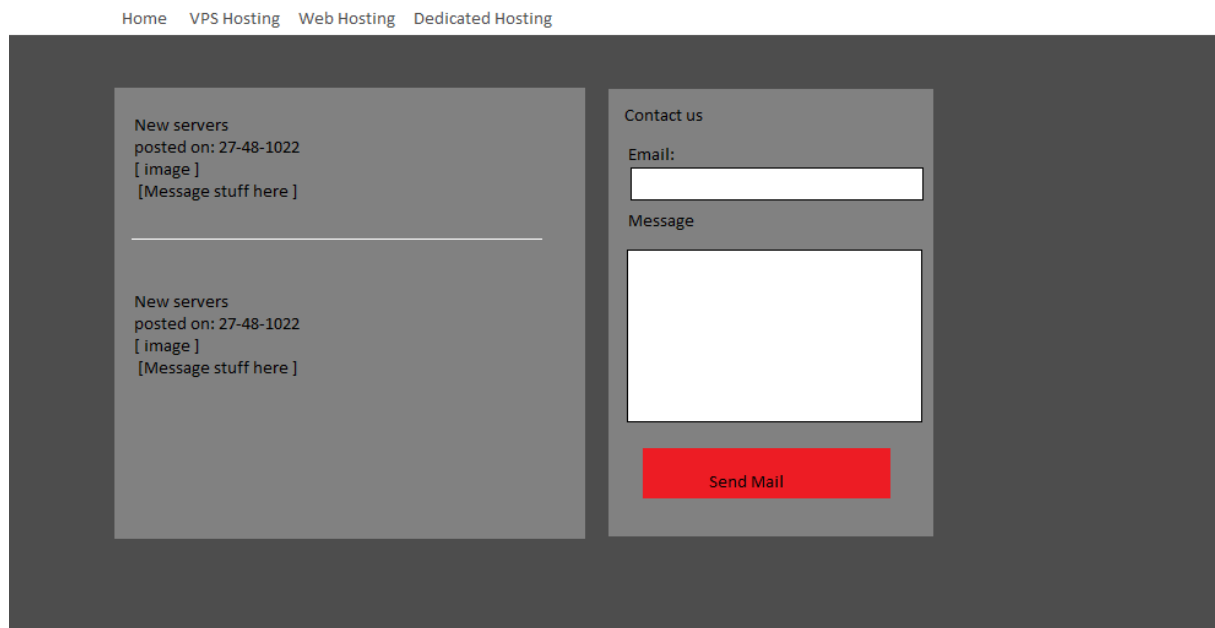 Home VPS Hosting Web Hosting Dedicated Hosting
New servers
posted on: 27-48-1022
[ image ]
[Message stuff here ]
New servers
posted on: 27-48-1022
[ image ]
[Message stuff here ]
Contact us
Email:
Message
Send Mail